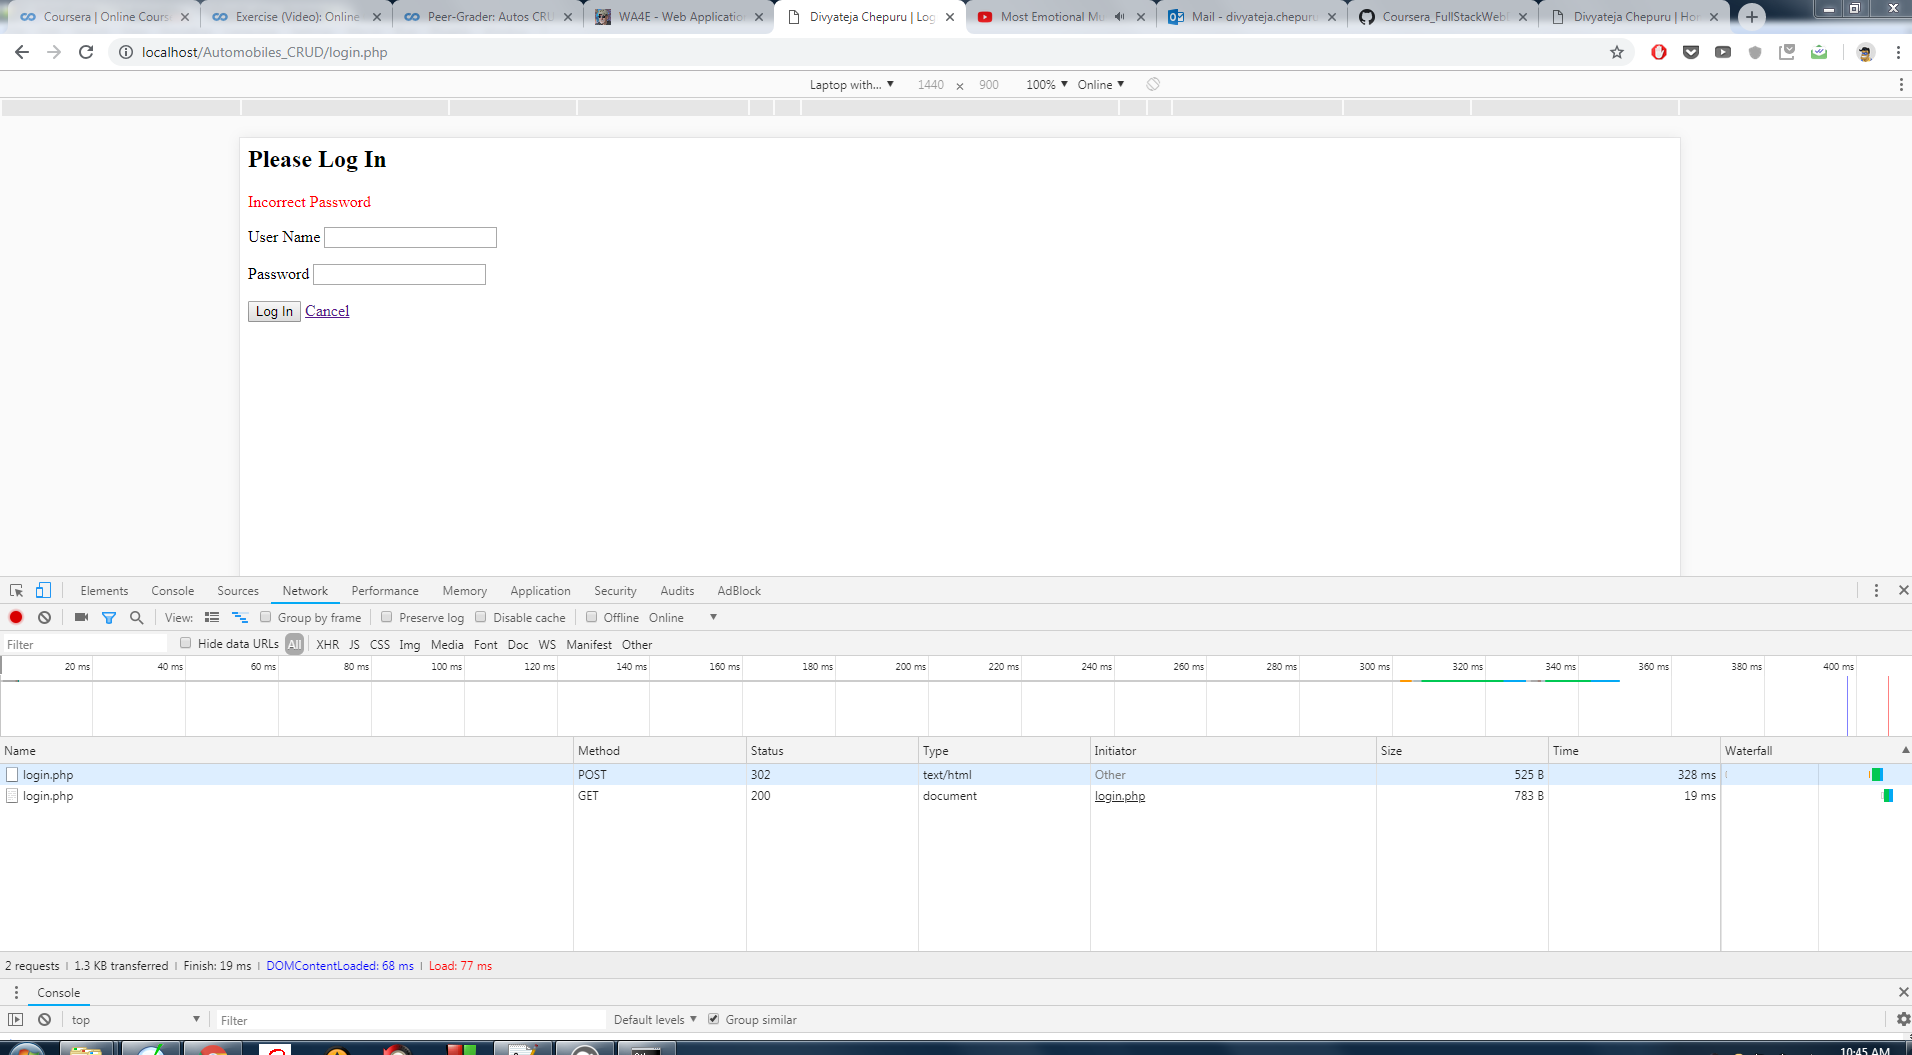 Coursera | Online Cours Exercise (Video): Online Peer-Grader: Autos CRU WA4E - Web Application Divyateja Chepuru | Log Most Emotional Mu Mail - divyateja.chepuru Coursera_FullStackWeb Divyateja Chepuru | Ho
localhost/Automobiles_CRUD/login.php
Laptop with... ▼ 1440 x 900 100% ▼ Online ▼
Please Log In
Incorrect Password
User Name
Password
Log In Cancel
Elements Console Sources Network Performance Memory Application Security Audits AdBlock
View: Group by frame Preserve log Disable cache Offline Online ▼
Filter Hide data URLs All XHR JS CSS Img Media Font Doc WS Manifest Other
20 ms 40 ms 60 ms 80 ms 100 ms 120 ms 140 ms 160 ms 180 ms 200 ms 220 ms 240 ms 260 ms 280 ms 300 ms 320 ms 340 ms 360 ms 380 ms 400 ms
Name Method Status Type Initiator Size Time Waterfall ▲
login.php POST 302 text/html Other 525 B 328 ms
login.php GET 200 document login.php 783 B 19 ms
2 requests | 1.3 KB transferred | Finish: 19 ms | DOMContentLoaded: 68 ms | Load: 77 ms
Console
top ▼ Filter Default levels ▼ Group similar
10:45 AM